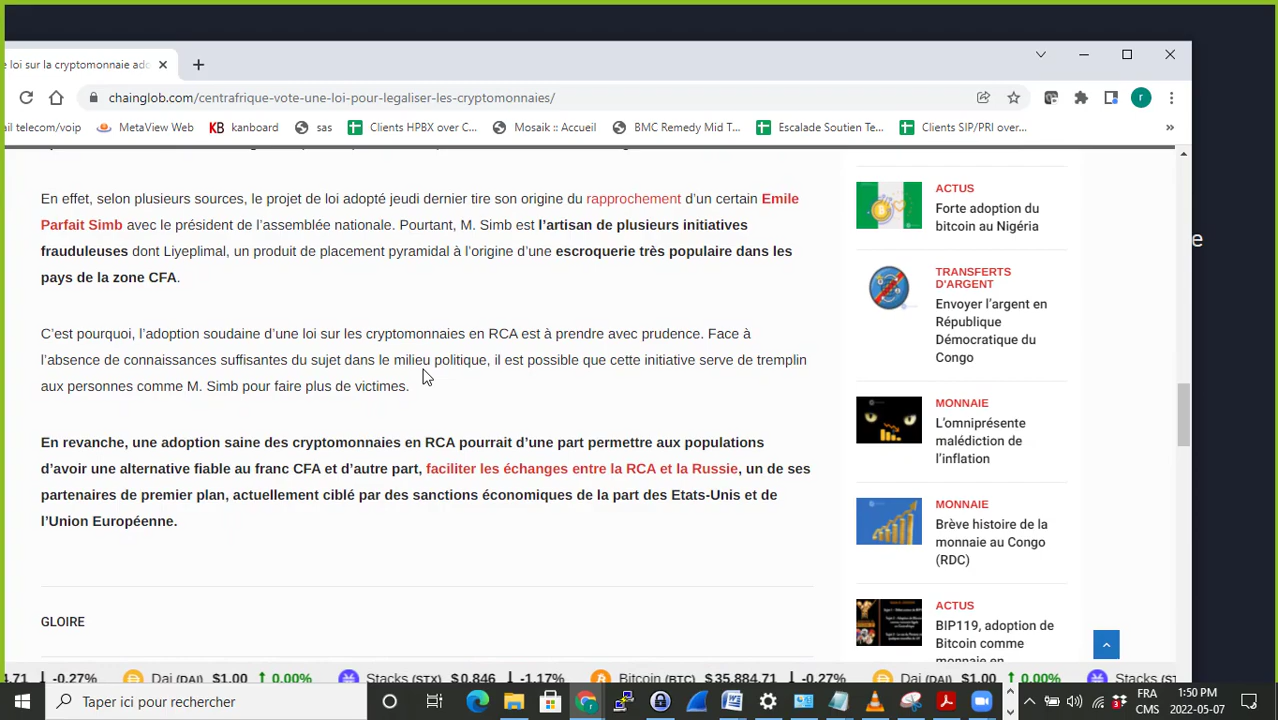 e loi sur la cryptomonnaie ado
chainglob.com/centrafrique-vote-une-loi-pour-legaliser-les-cryptomonnaies/
r
ail telecom/voip MetaView Web KB kanboard sas Clients HPBX over C... Mosaik :: Accueil BMC Remedy Mid T... Escalade Soutien Te... Clients SIP/PRI over... »
En effet, selon plusieurs sources, le projet de loi adopté jeudi dernier tire son origine du rapprochement d'un certain Emile
Parfait Simb avec le président de l'assemblée nationale. Pourtant, M. Simb est l'artisan de plusieurs initiatives
frauduleuses dont Liyeplimal, un produit de placement pyramidal à l'origine d'une escroquerie très populaire dans les
pays de la zone CFA.
C'est pourquoi, l'adoption soudaine d'une loi sur les cryptomonnaies en RCA est à prendre avec prudence. Face à
l'absence de connaissances suffisantes du sujet dans le milieu politique, il est possible que cette initiative serve de tremplin
aux personnes comme M. Simb pour faire plus de victimes.
En revanche, une adoption saine des cryptomonnaies en RCA pourrait d'une part permettre aux populations
d'avoir une alternative fiable au franc CFA et d'autre part, faciliter les échanges entre la RCA et la Russie, un de ses
partenaires de premier plan, actuellement ciblé par des sanctions économiques de la part des Etats-Unis et de
l'Union Européenne.
GLOIRE
ACTUS
Forte adoption du
bitcoin au Nigéria
TRANSFERTS
D'ARGENT
Envoyer l'argent en
République
Démocratique du
Congo
MONNAIE
L'omniprésente
malédiction de
l'inflation
MONNAIE
Brève histoire de la
monnaie au Congo
(RDC)
ACTUS
BIP119, adoption de
Bitcoin comme
monnaie en
e
4.71 ↓ -0.27% Dai (DAI) $1.00 ↑ 0.00% Stacks (STX) $0.846 ↓ -1.17% Bitcoin (BTC) $35,884.71 ↓ -0.27% Dai (DAI) $1.00 ↑ 0.00% Stacks (ST
Taper ici pour rechercher
FRA
CMS
1:50 PM
2022-05-07